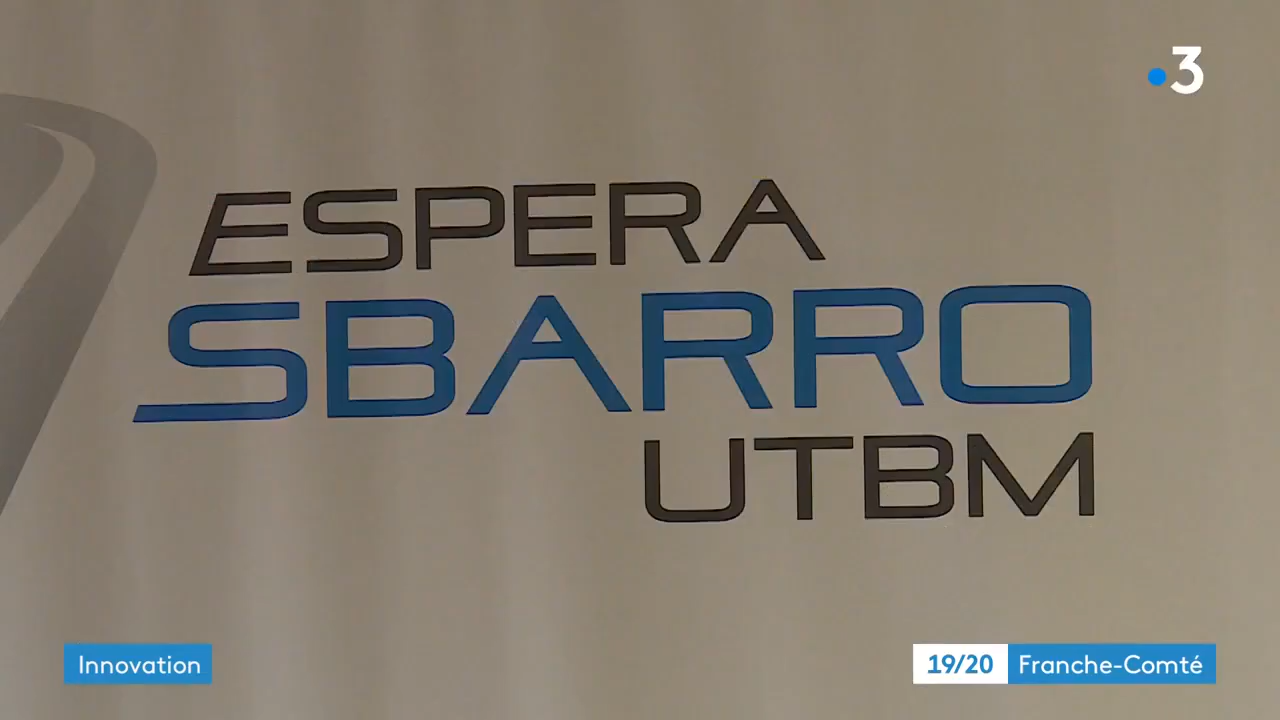 3
ESPERA
SBARRO
UTBM
Innovation
19/20 Franche-Comté